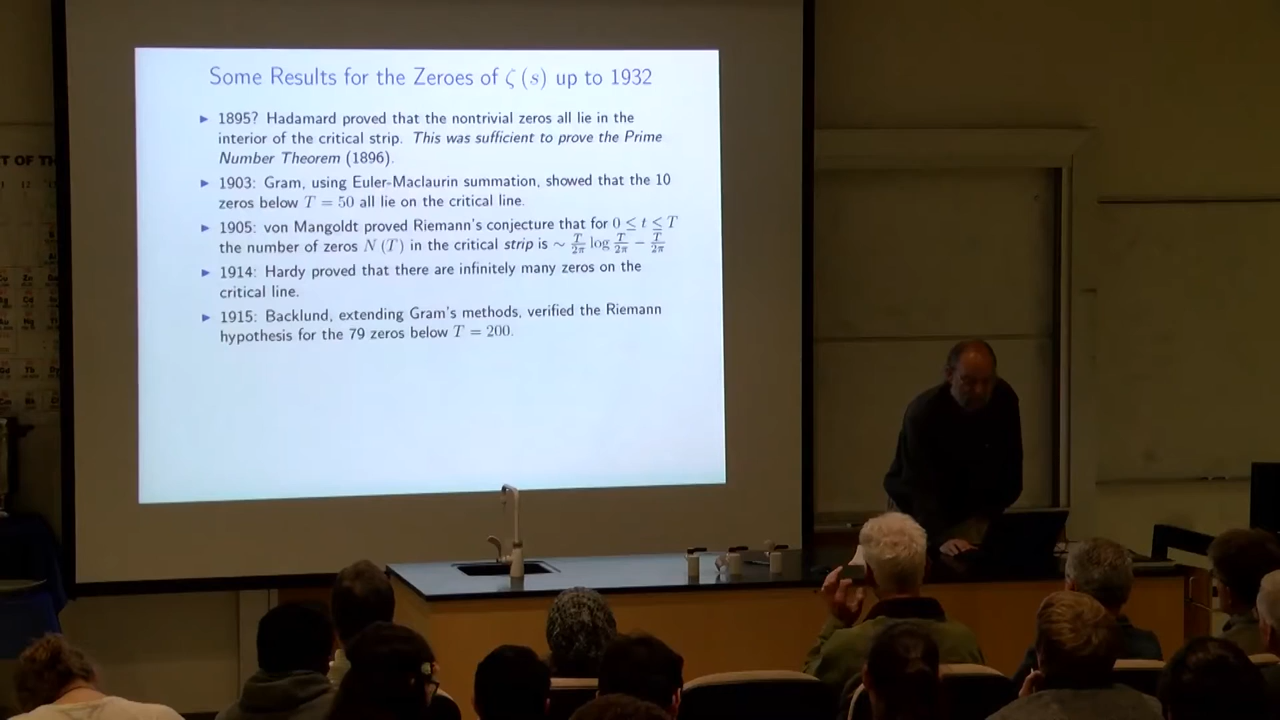 Some Results for the Zeroes of ζ (s) up to 1932
▶ 1895? Hadamard proved that the nontrivial zeros all lie in the
interior of the critical strip. This was sufficient to prove the Prime
Number Theorem (1896).
▶ 1903: Gram, using Euler-Maclaurin summation, showed that the 10
zeros below T = 50 all lie on the critical line.
▶ 1905: von Mangoldt proved Riemann's conjecture that for 0 ≤ t ≤ T
the number of zeros N (T) in the critical strip is ~ T/2π log T/2π − T/2π
▶ 1914: Hardy proved that there are infinitely many zeros on the
critical line.
▶ 1915: Backlund, extending Gram's methods, verified the Riemann
hypothesis for the 79 zeros below T = 200.
T OF TH